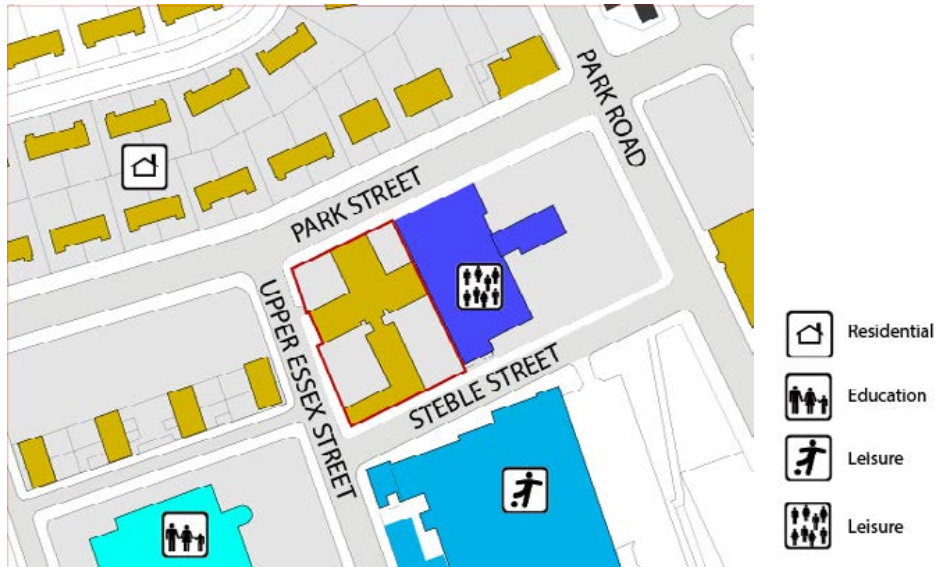 PARK ROAD
PARK STREET
UPPER ESSEX STREET
STEBLE STREET
Residential
Education
Leisure
Leisure